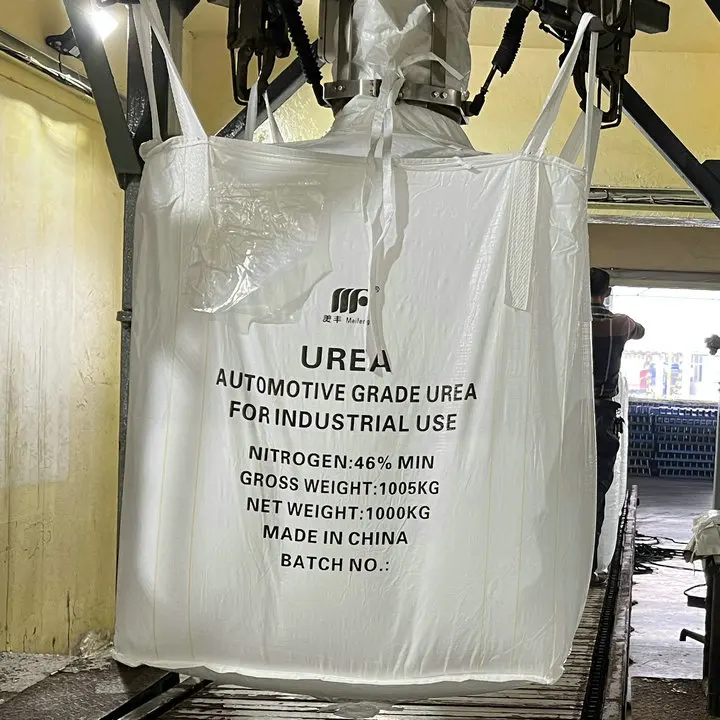 美丰 Meifeng
UREA
AUTOMOTIVE GRADE UREA
FOR INDUSTRIAL USE
NITROGEN:46% MIN
GROSS WEIGHT:1005KG
NET WEIGHT:1000KG
MADE IN CHINA
BATCH NO.: